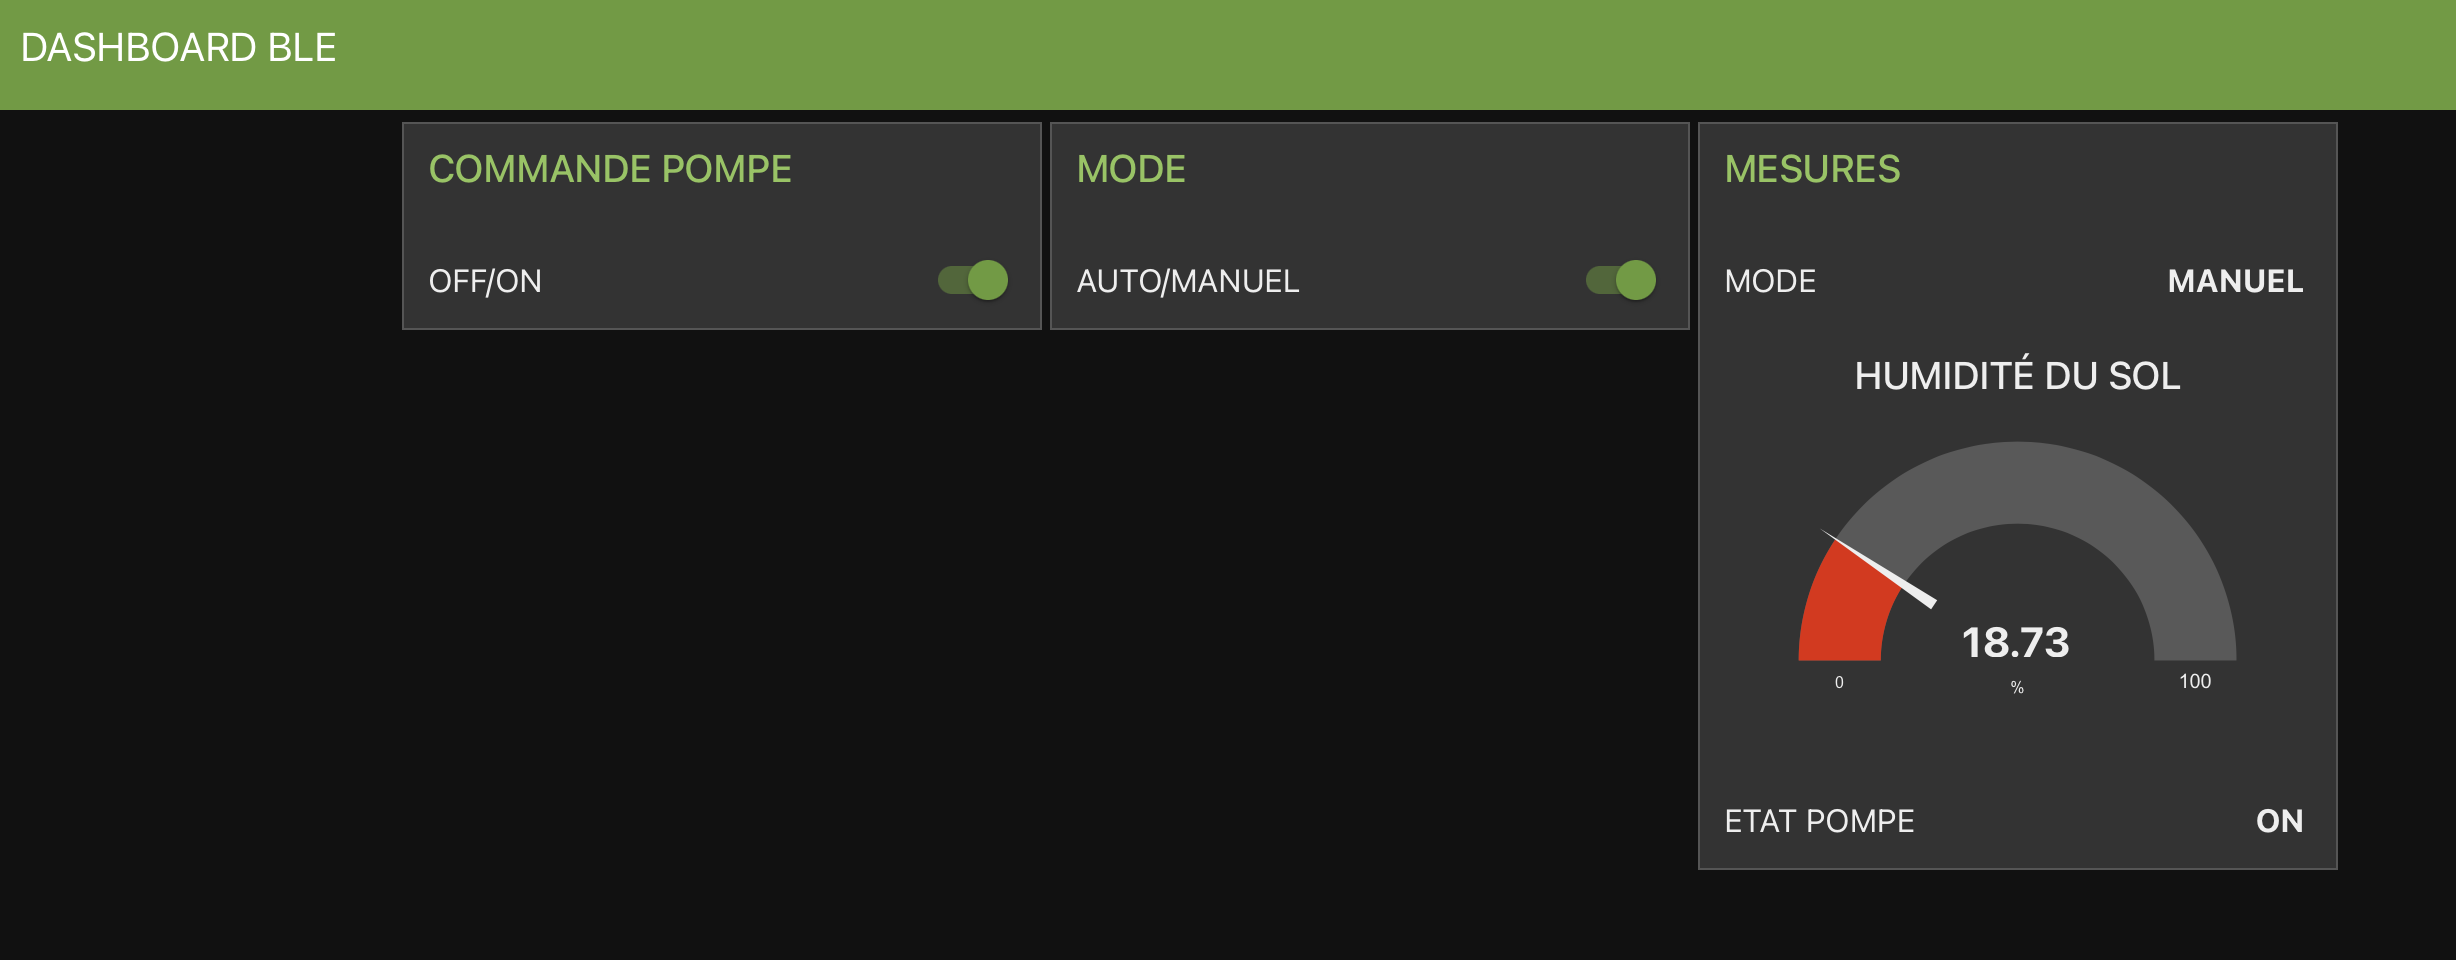 DASHBOARD BLE
COMMANDE POMPE
OFF/ON
MODE
AUTO/MANUEL
MESURES
MODE MANUEL
HUMIDITÉ DU SOL
18.73
0 % 100
ETAT POMPE ON